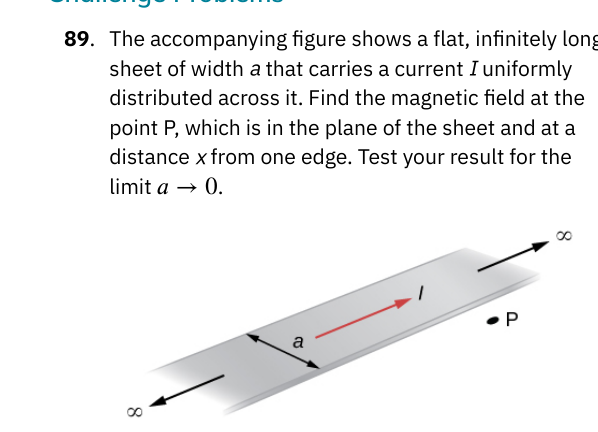 Challenge Problems
89. The accompanying figure shows a flat, infinitely long
sheet of width a that carries a current I uniformly
distributed across it. Find the magnetic field at the
point P, which is in the plane of the sheet and at a
distance x from one edge. Test your result for the
limit a → 0.
∞
I
P
a
∞